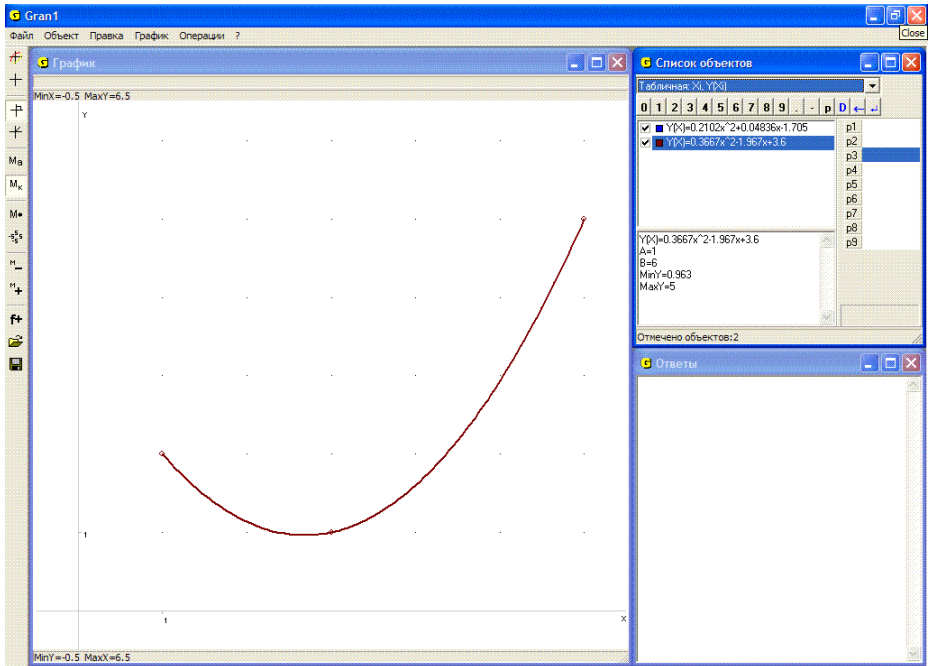 Gran1
Файл Объект Правка График Операции ?
Close
График
MinX=-0.5 MaxY=6.5
Y
1
1
X
MinY=-0.5 MaxX=6.5
Ma
Mк
M
M
M
f+
Список объектов
Табличная: Xi, Y(Xi)
0 1 2 3 4 5 6 7 8 9 . - p D
Y(X)=0.2102x^2+0.04836x-1.705
Y(X)=0.3667x^2-1.967x+3.6
p1
p2
p3
p4
p5
p6
p7
p8
p9
Y(X)=0.3667x^2-1.967x+3.6
A=1
B=6
MinY=0.963
MaxY=5
Отмечено объектов:2
Ответы